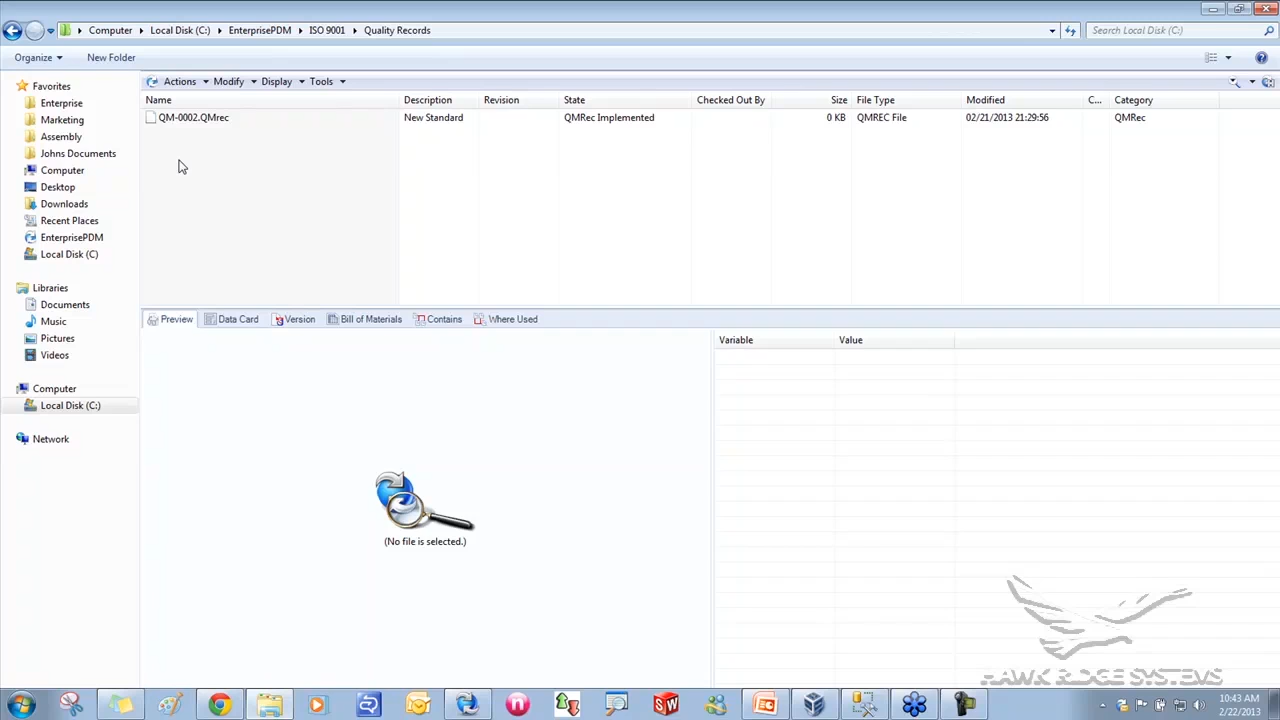 Computer Local Disk (C:) EnterprisePDM ISO 9001 Quality Records Search Local Disk (C:)
Organize New Folder
Favorites
Enterprise
Marketing
Assembly
Johns Documents
Computer
Desktop
Downloads
Recent Places
EnterprisePDM
Local Disk (C)
Libraries
Documents
Music
Pictures
Videos
Computer
Local Disk (C:)
Network
Actions Modify Display Tools
Name Description Revision State Checked Out By Size File Type Modified C... Category
QM-0002.QMrec New Standard QMRec Implemented 0 KB QMREC File 02/21/2013 21:29:56 QMRec
Preview Data Card Version Bill of Materials Contains Where Used
(No file is selected.)
Variable Value
HAWK RIDGE SYSTEMS
10:43 AM
2/22/2013